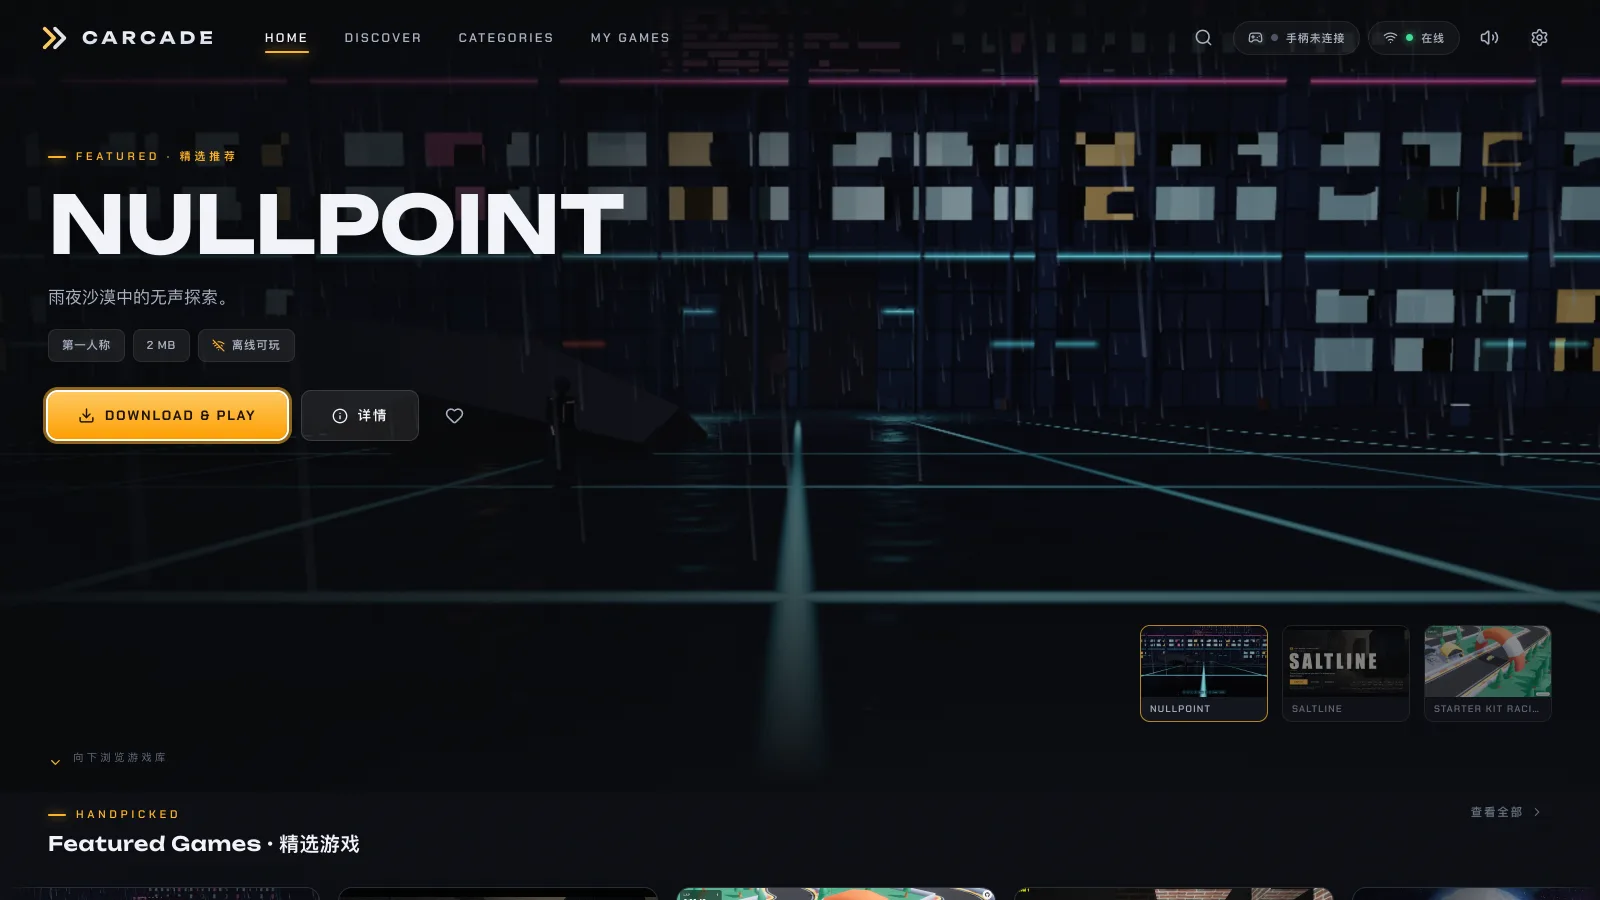 CARCADE
HOME
DISCOVER
CATEGORIES
MY GAMES
手柄未连接
在线
FEATURED · 精选推荐
NULLPOINT
雨夜沙漠中的无声探索。
第一人称
2 MB
离线可玩
DOWNLOAD & PLAY
详情
SALTLINE
NULLPOINT
SALTLINE
STARTER KIT RACI...
向下浏览游戏库
HANDPICKED
查看全部
Featured Games · 精选游戏